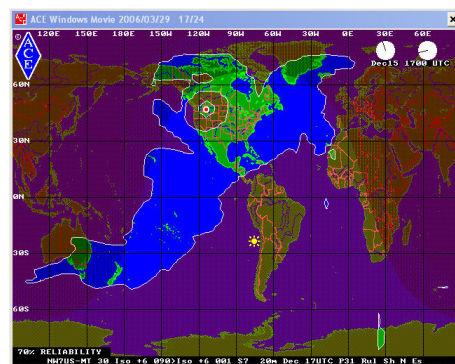 ACE Windows Movie 2006/03/29 17/24
120E 150E 180E 150W 120W 90W 60W 30W 0E 30E 60E
©
ACE
Dec15 1700 UTC
60N
30N
0N
30S
60S
70% RELIABILITY
NW7US-MT 30 Iso +6 090>Iso +6 001 S7 20m Dec 17UTC P31 Rul Sh N Es